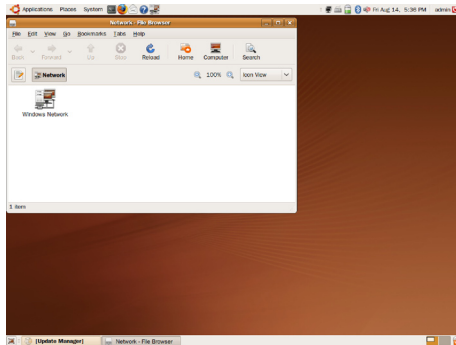 Applications Places System
Fri Aug 14, 5:36 PM admin
Network - File Browser
File Edit View Go Bookmarks Tabs Help
Back Forward Up Stop Reload Home Computer Search
Network 100% Icon View
Windows Network
1 item
[Update Manager] Network - File Browser